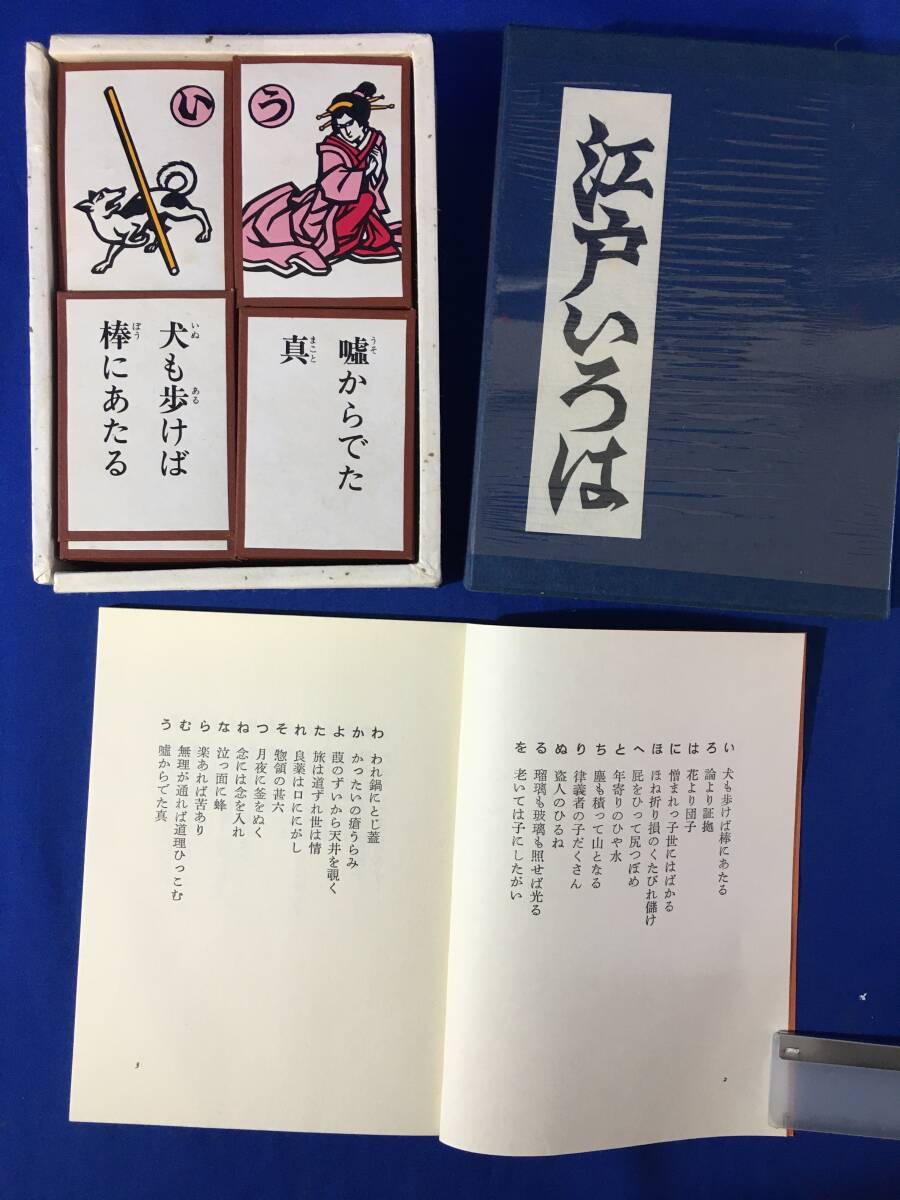 い
う
犬も歩けば
棒にあたる
いぬ
ある
ぼう
嘘からでた
真
うそ
まこと
江戸いろは
い 犬も歩けば棒にあたる
ろ 論より証拠
は 花より団子
に 憎まれっ子世にはばかる
ほ ほね折り損のくたびれ儲け
へ 屁をひって尻つぼめ
と 年寄りのひや水
ち 塵も積って山となる
り 律義者の子だくさん
ぬ 盗人のひるね
る 瑠璃も玻璃も照せば光る
を 老いては子にしたがい
2
わ われ鍋にとじ蓋
か かったいの瘡うらみ
よ 葭のずいから天井を覗く
た 旅は道ずれ世は情
れ 良薬は口ににがし
そ 惣領の甚六
つ 月夜に釜をぬく
ね 念には念を入れ
な 泣っ面に蜂
ら 楽あれば苦あり
む 無理が通れば道理ひっこむ
う 嘘からでた真
3